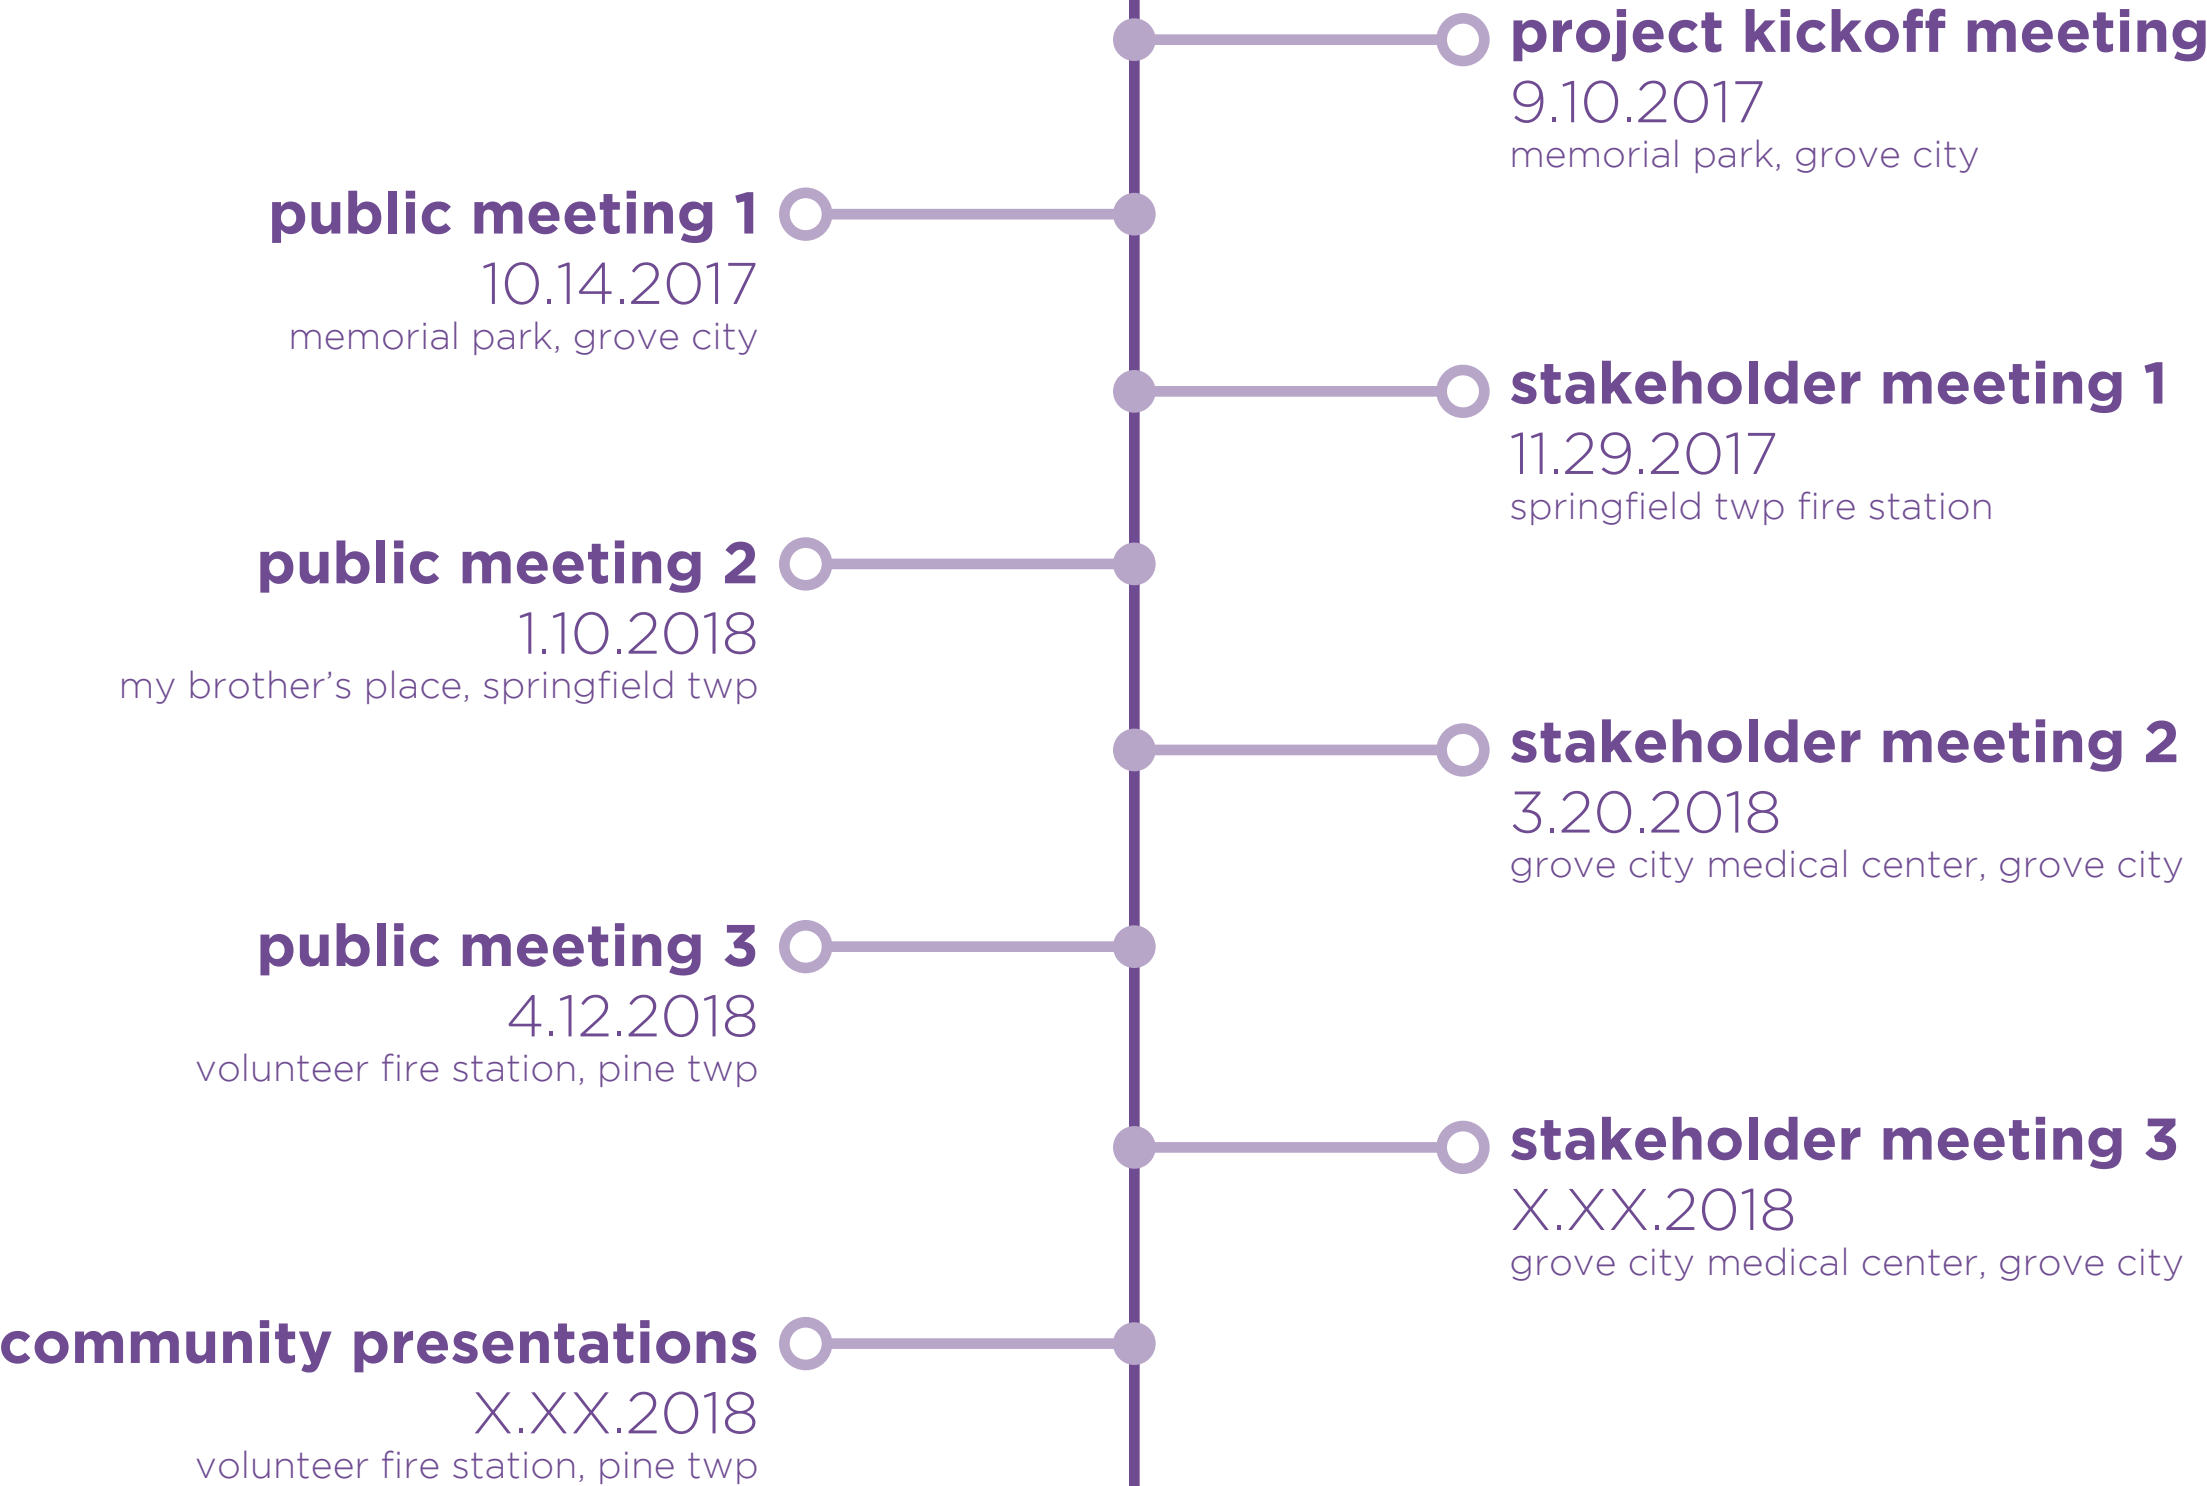 project kickoff meeting
9.10.2017
memorial park, grove city
public meeting 1
10.14.2017
memorial park, grove city
stakeholder meeting 1
11.29.2017
springfield twp fire station
public meeting 2
1.10.2018
my brother’s place, springfield twp
stakeholder meeting 2
3.20.2018
grove city medical center, grove city
public meeting 3
4.12.2018
volunteer fire station, pine twp
stakeholder meeting 3
X.XX.2018
grove city medical center, grove city
community presentations
X.XX.2018
volunteer fire station, pine twp